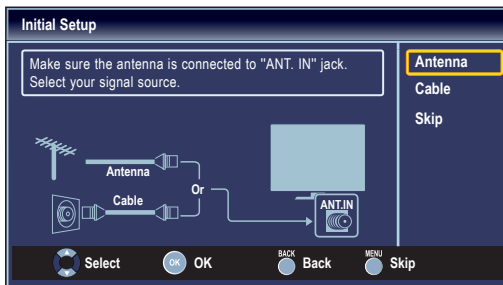 Initial Setup
Make sure the antenna is connected to "ANT. IN" jack.
Select your signal source.
Antenna
Cable
Skip
Antenna
Or
Cable
ANT.IN
Select
OK OK
BACK Back
MENU Skip